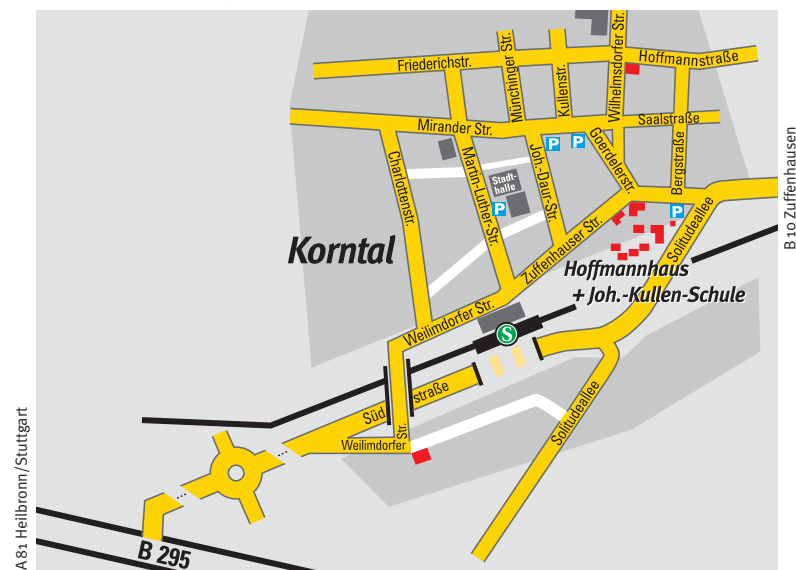 Friederichstr.
Münchinger Str.
Kullenstr.
Wilhelmsdorfer Str.
Hoffmannstraße
Mirander Str.
Saalstraße
Charlottenstr.
Martin-Luther-Str.
Joh.-Daur-Str.
Goerdelerstr.
Bergstraße
P
P
Stadt-
halle
P
P
Zuffenhauser Str.
Solitudeallee
Korntal
Hoffmannhaus
+ Joh.-Kullen-Schule
Weilimdorfer Str.
S
Süd straße
Weilimdorfer Str.
Solitudeallee
B 295
A 81 Heilbronn/Stuttgart
B 10 Zuffenhausen